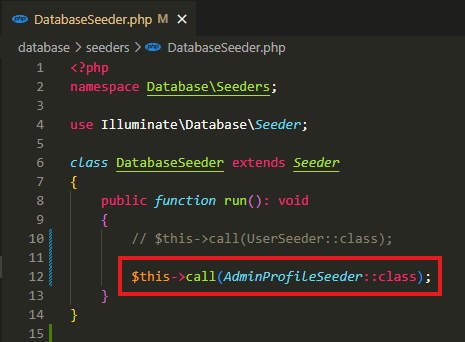 php DatabaseSeeder.php M ×
database > seeders > php DatabaseSeeder.php
1 <?php
2 namespace Database\Seeders;
3
4 use Illuminate\Database\Seeder;
5
6 class DatabaseSeeder extends Seeder
7 {
8 public function run(): void
9 {
10 // $this->call(UserSeeder::class);
11
12 $this->call(AdminProfileSeeder::class);
13 }
14 }
15